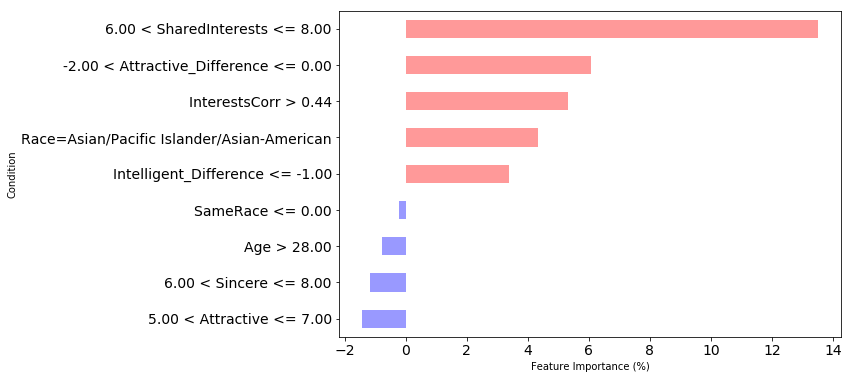 6.00 < SharedInterests <= 8.00
-2.00 < Attractive_Difference <= 0.00
InterestsCorr > 0.44
Race=Asian/Pacific Islander/Asian-American
Intelligent_Difference <= -1.00
SameRace <= 0.00
Age > 28.00
6.00 < Sincere <= 8.00
5.00 < Attractive <= 7.00
Condition
−2 0 2 4 6 8 10 12 14
Feature Importance (%)